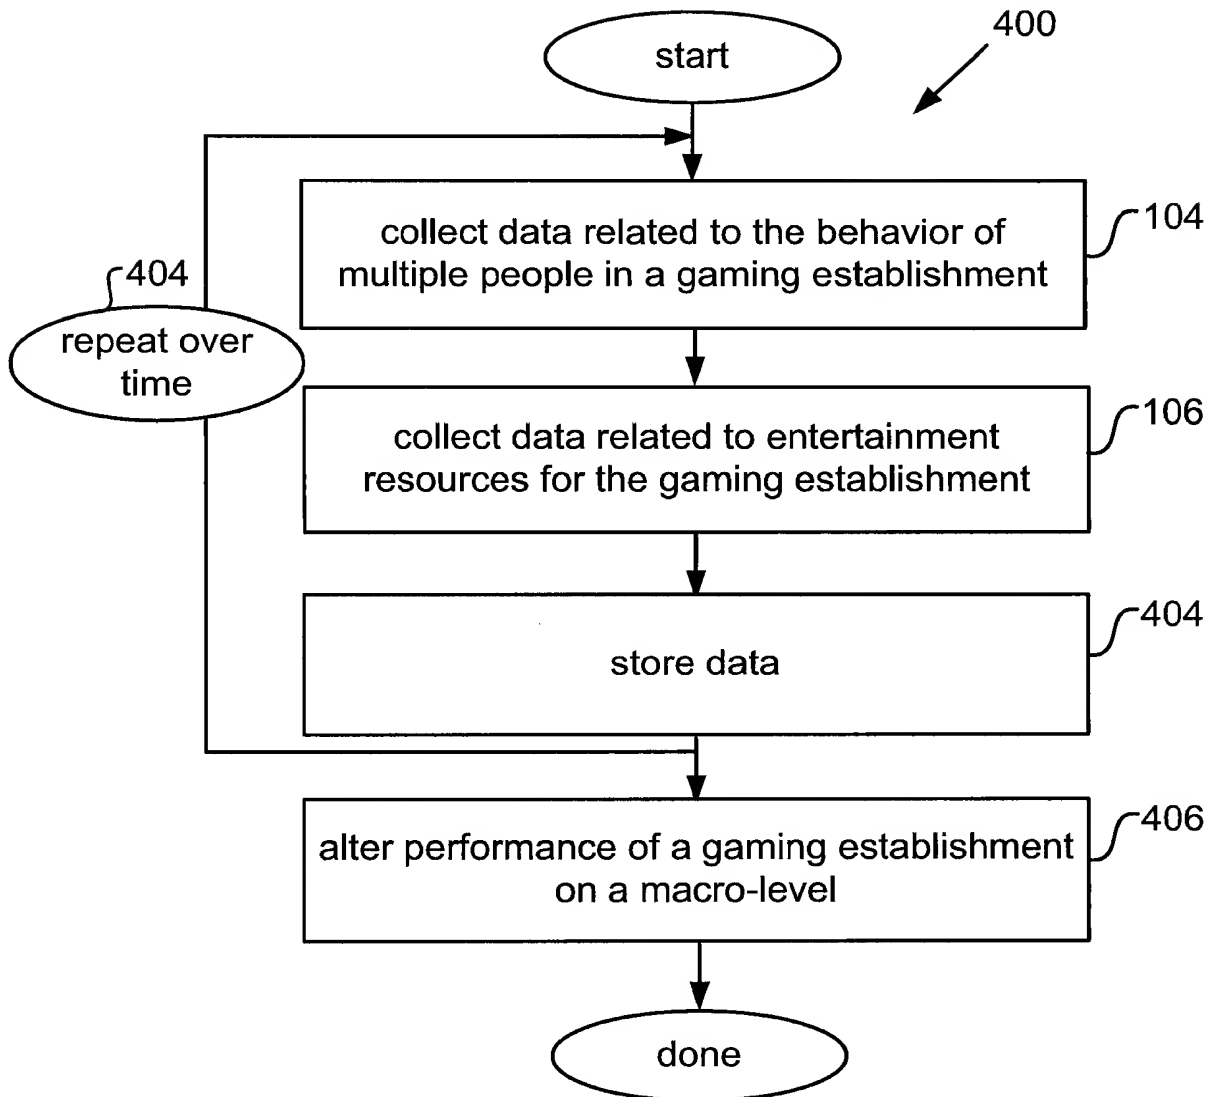 400
start
104
collect data related to the behavior of
multiple people in a gaming establishment
404
repeat over
time
106
collect data related to entertainment
resources for the gaming establishment
404
store data
406
alter performance of a gaming establishment
on a macro-level
done